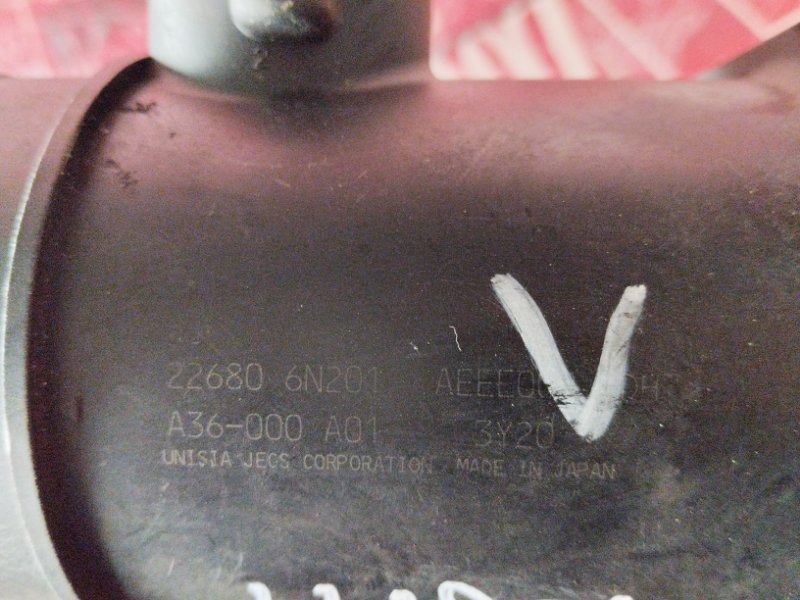 V
22680 6N201
A36-000 A01 3Y20
UNISIA JECS CORPORATION MADE IN JAPAN